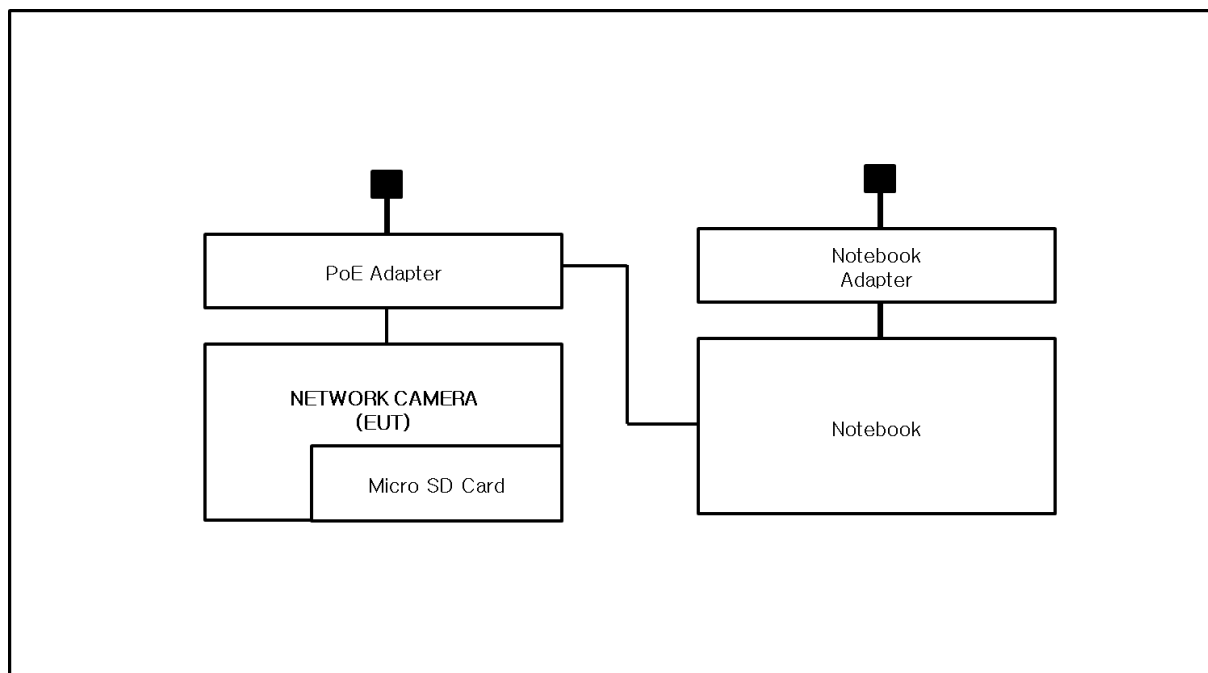 PoE Adapter
NETWORK CAMERA
(EUT)
Micro SD Card
Notebook
Adapter
Notebook